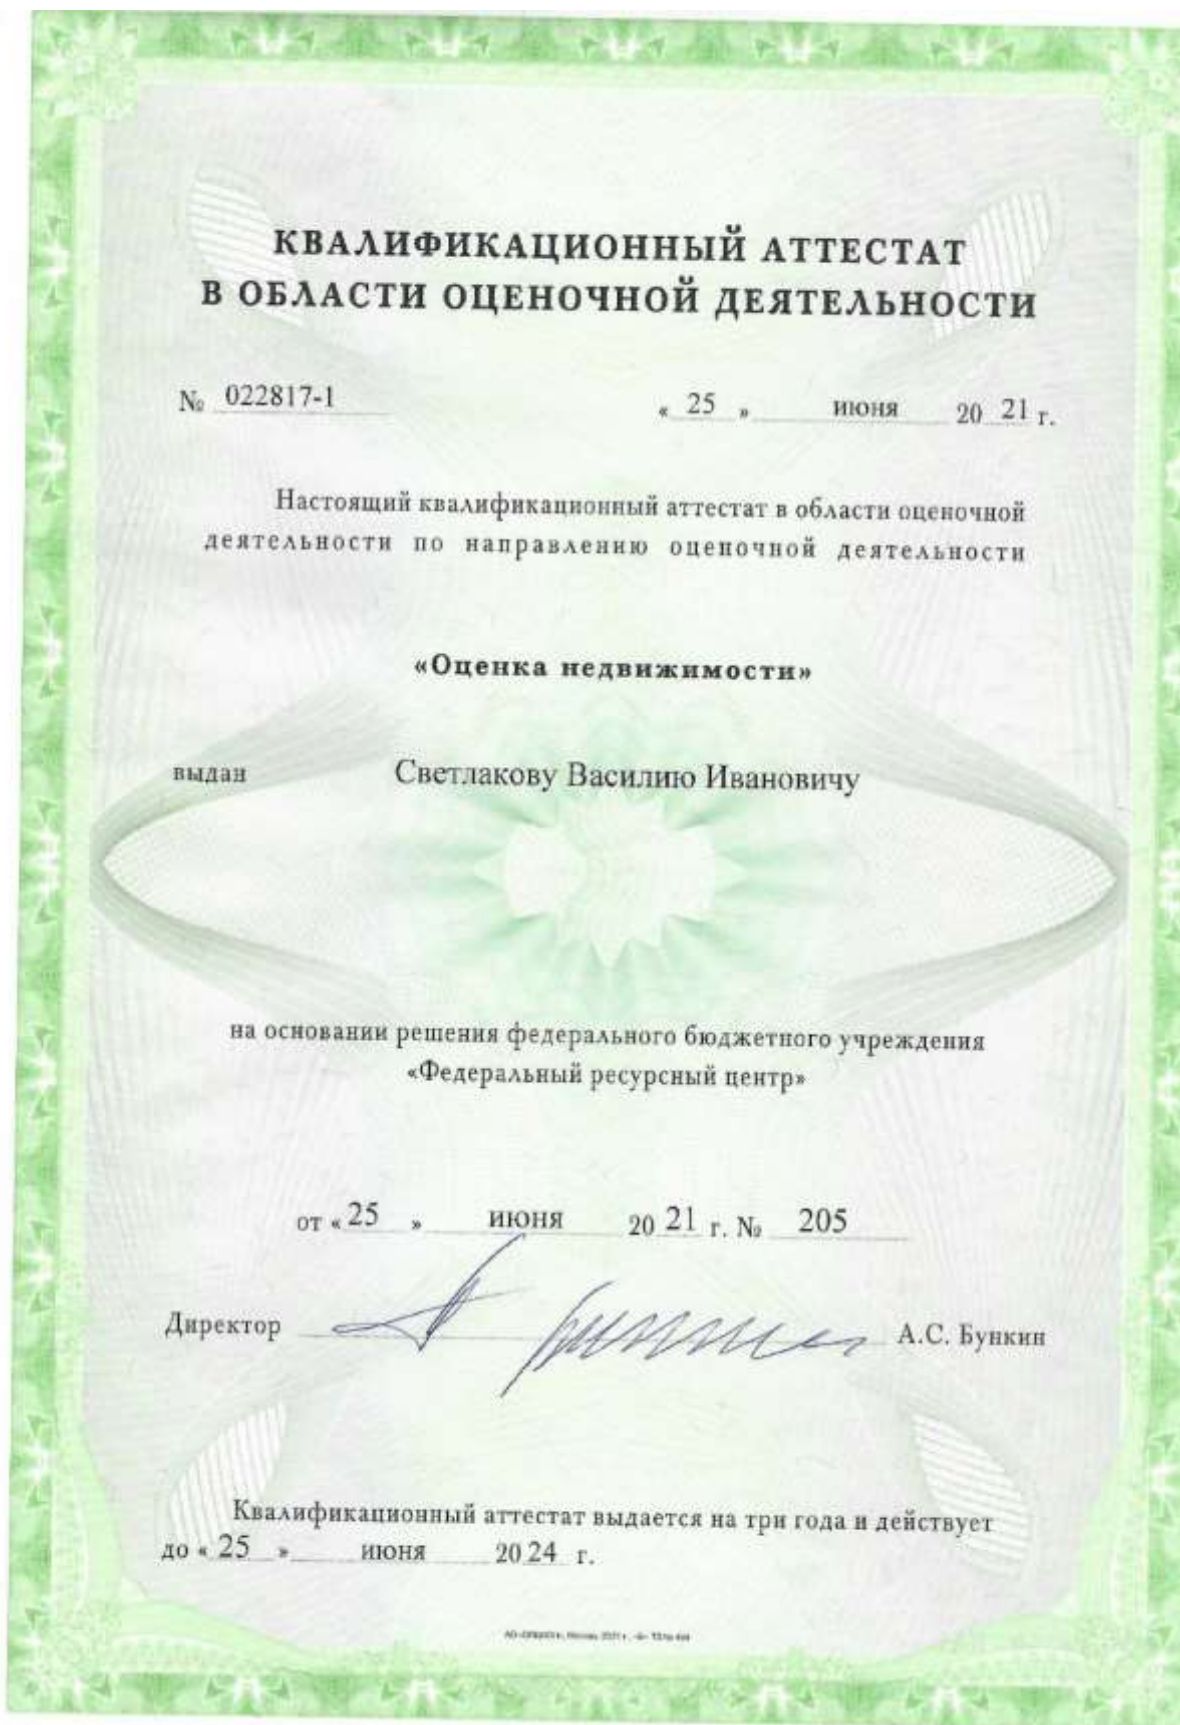 КВАЛИФИКАЦИОННЫЙ АТТЕСТАТ
В ОБЛАСТИ ОЦЕНОЧНОЙ ДЕЯТЕЛЬНОСТИ
№ 022817-1 « 25 » июня 20 21 г.
Настоящий квалификационный аттестат в области оценочной
деятельности по направлению оценочной деятельности
«Оценка недвижимости»
выдан Светлакову Василию Ивановичу
на основании решения федерального бюджетного учреждения
«Федеральный ресурсный центр»
от « 25 » июня 20 21 г. № 205
Директор А.С. Бункин
Квалификационный аттестат выдается на три года и действует
до « 25 » июня 20 24 г.